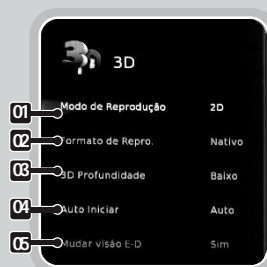 3D
01 Modo de Reprodução 2D
02 Formato de Repro. Nativo
03 3D Profundidade Baixo
04 Auto Iniciar Auto
05 Mudar visão E-D Sim